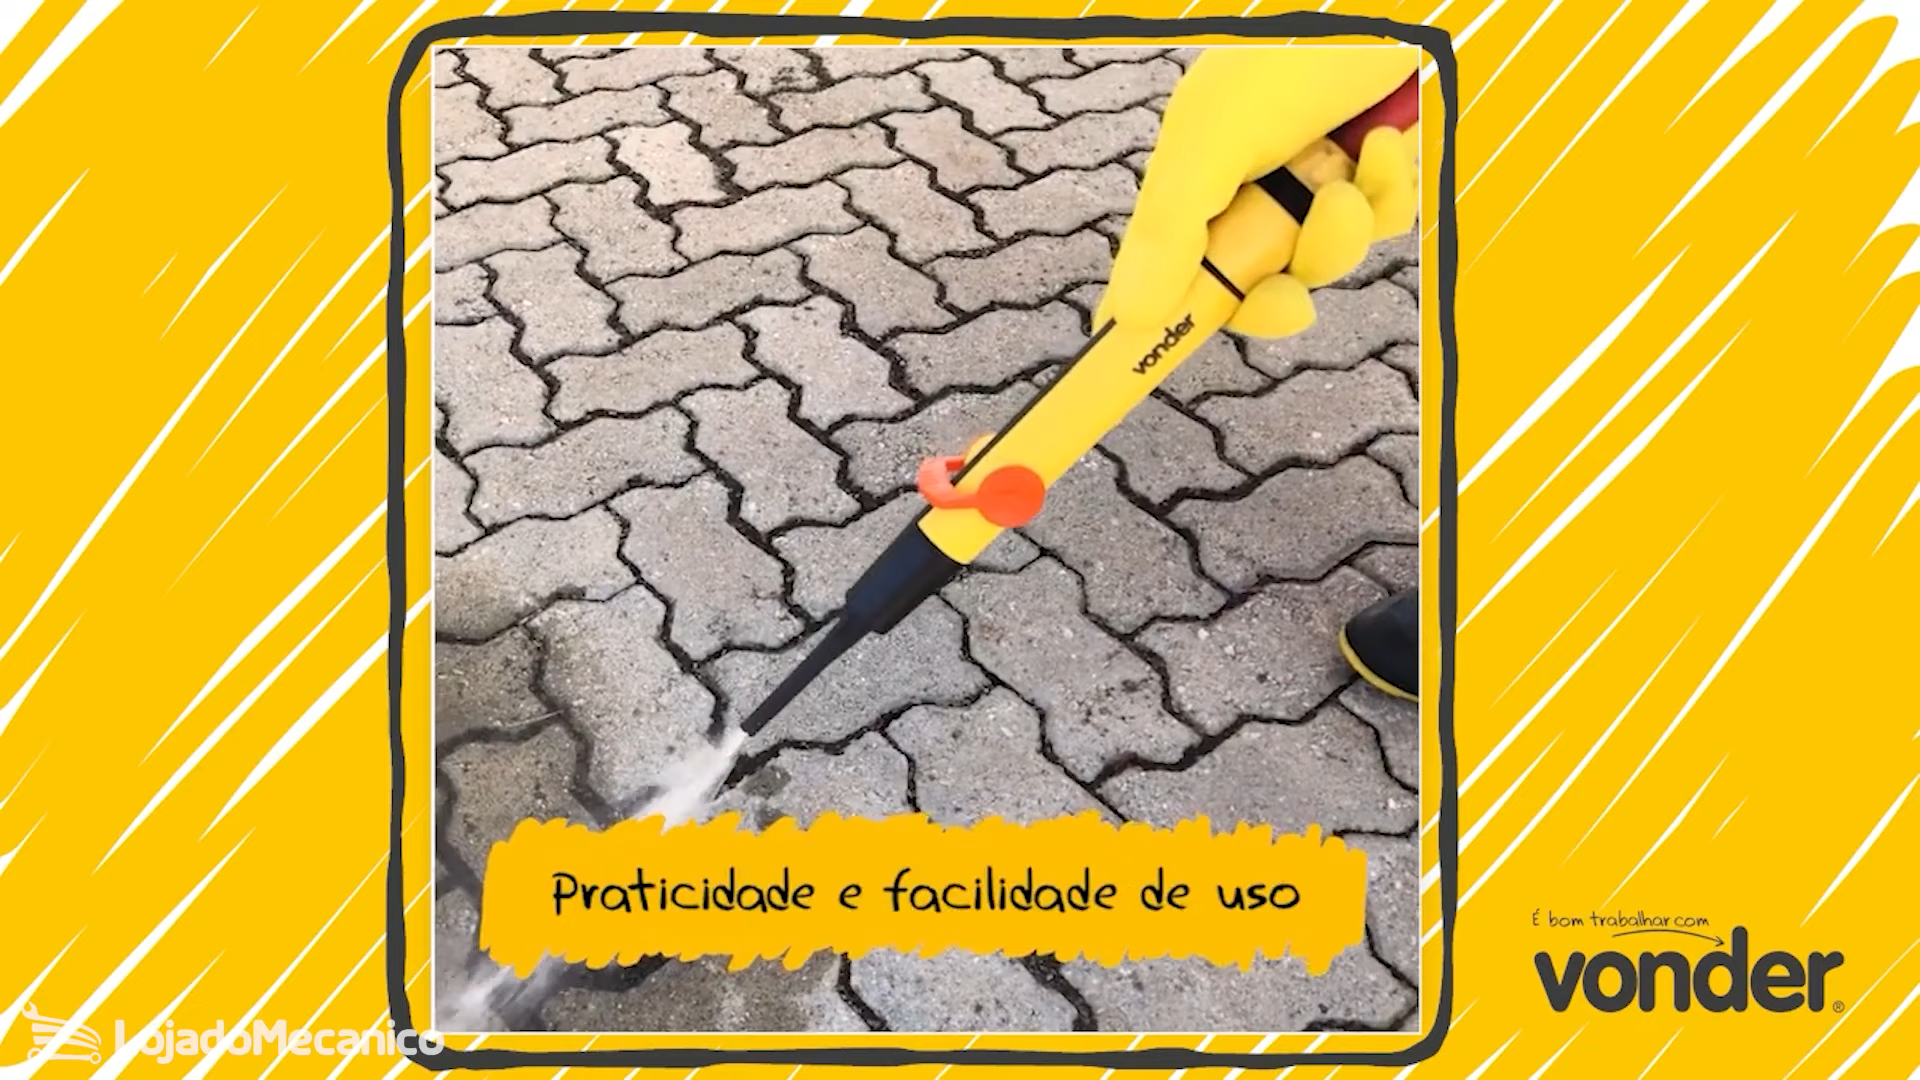 vonder
Praticidade e facilidade de uso
É bom trabalhar com
vonder®
LojadoMecanico